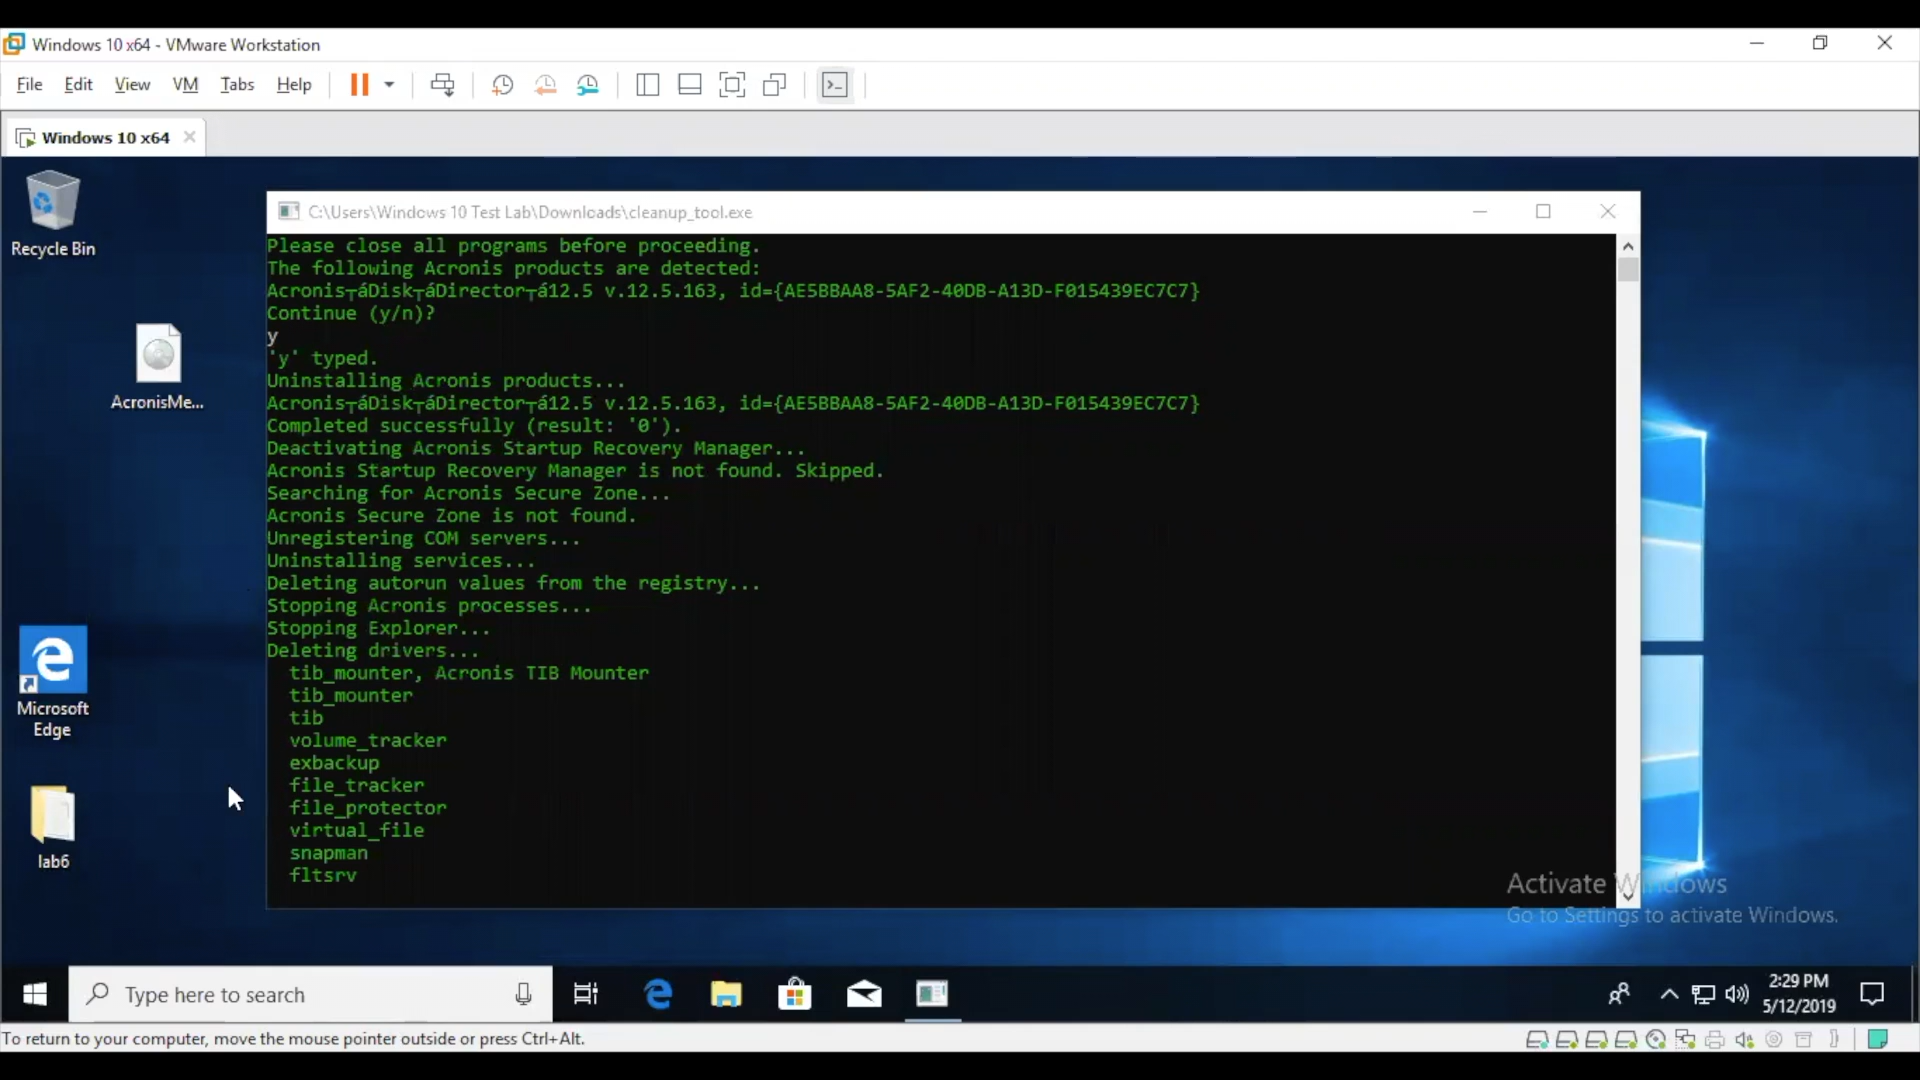 Windows 10 x64 - VMware Workstation
File Edit View VM Tabs Help
Windows 10 x64
Recycle Bin
AcronisMe...
Microsoft
Edge
lab6
C:\Users\Windows 10 Test Lab\Downloads\cleanup_tool.exe
Please close all programs before proceeding.
The following Acronis products are detected:
Acronis┬áDisk┬áDirector┬á12.5 v.12.5.163, id={AE5BBAA8-5AF2-40DB-A13D-F015439EC7C7}
Continue (y/n)?
y
'y' typed.
Uninstalling Acronis products...
Acronis┬áDisk┬áDirector┬á12.5 v.12.5.163, id={AE5BBAA8-5AF2-40DB-A13D-F015439EC7C7}
Completed successfully (result: '0').
Deactivating Acronis Startup Recovery Manager...
Acronis Startup Recovery Manager is not found. Skipped.
Searching for Acronis Secure Zone...
Acronis Secure Zone is not found.
Unregistering COM servers...
Uninstalling services...
Deleting autorun values from the registry...
Stopping Acronis processes...
Stopping Explorer...
Deleting drivers...
tib_mounter, Acronis TIB Mounter
tib_mounter
tib
volume_tracker
exbackup
file_tracker
file_protector
virtual_file
snapman
fltsrv
Activate Windows
Go to Settings to activate Windows.
Type here to search
2:29 PM
5/12/2019
To return to your computer, move the mouse pointer outside or press Ctrl+Alt.